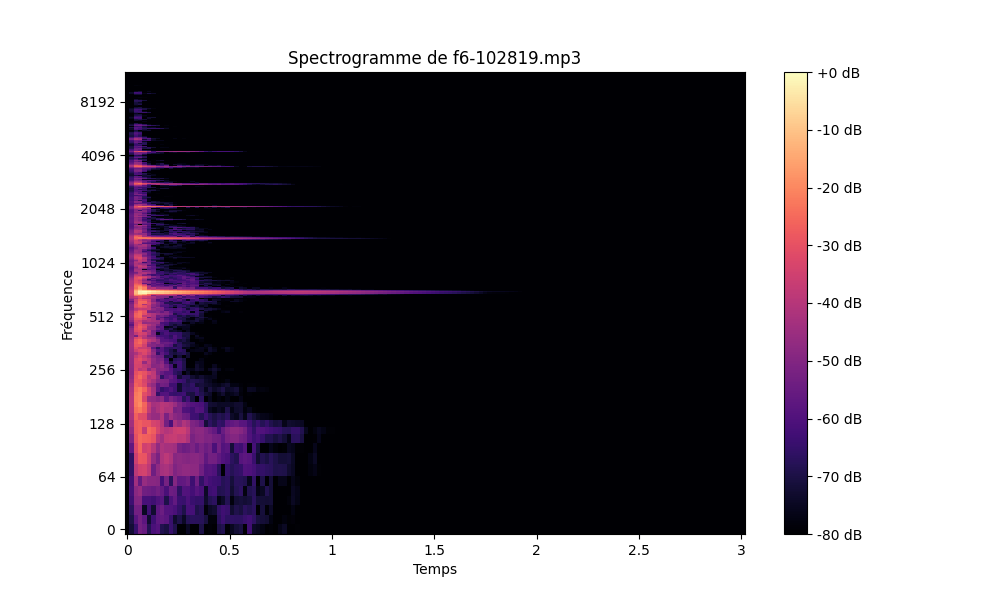 Spectrogramme de f6-102819.mp3
Fréquence
8192
4096
2048
1024
512
256
128
64
0
0
0.5
1
1.5
2
2.5
3
Temps
+0 dB
-10 dB
-20 dB
-30 dB
-40 dB
-50 dB
-60 dB
-70 dB
-80 dB